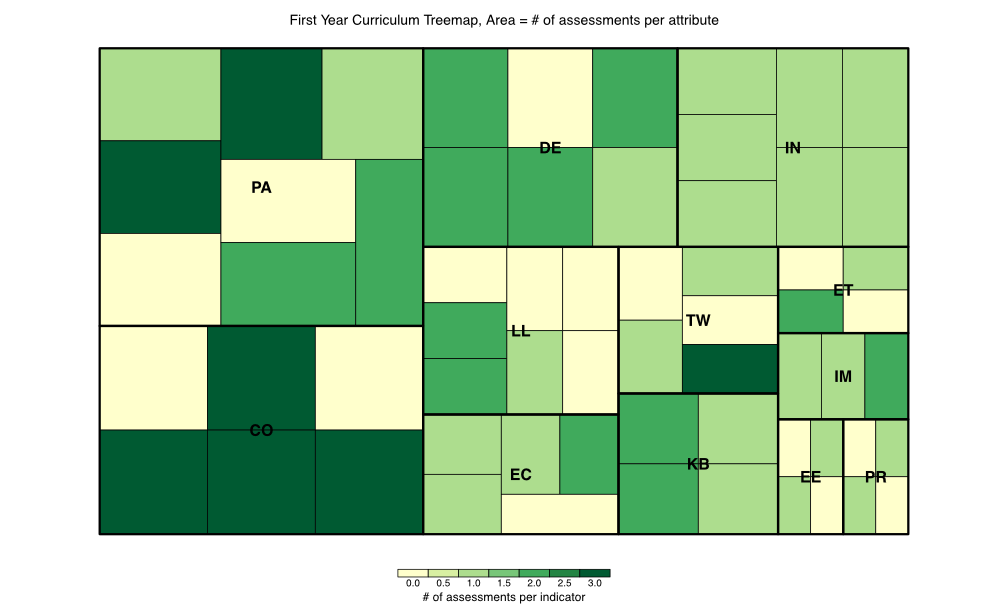 First Year Curriculum Treemap, Area = # of assessments per attribute
DE
IN
PA
ET
TW
LL
IM
CO
KB
EC
EE
PR
0.0 0.5 1.0 1.5 2.0 2.5 3.0
# of assessments per indicator